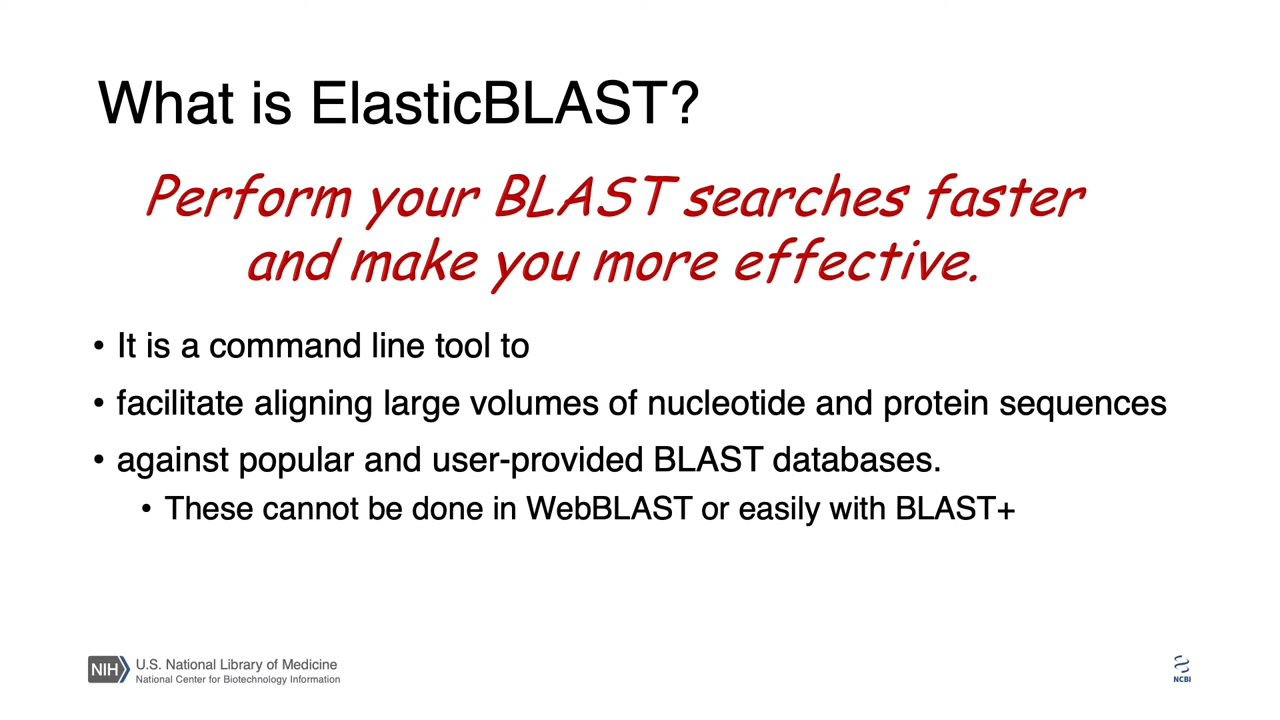 What is ElasticBLAST?
Perform your BLAST searches faster
and make you more effective.
• It is a command line tool to
• facilitate aligning large volumes of nucleotide and protein sequences
• against popular and user-provided BLAST databases.
• These cannot be done in WebBLAST or easily with BLAST+
NIH
U.S. National Library of Medicine
National Center for Biotechnology Information
NCBI